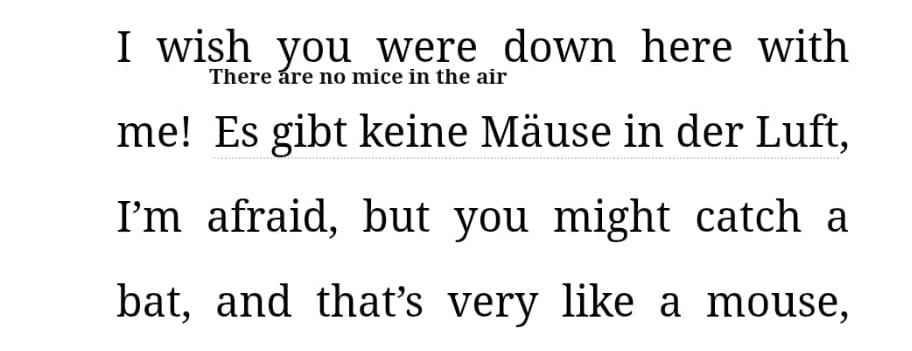 I wish you were down here with
There are no mice in the air
me! Es gibt keine Mäuse in der Luft,
I’m afraid, but you might catch a
bat, and that’s very like a mouse,